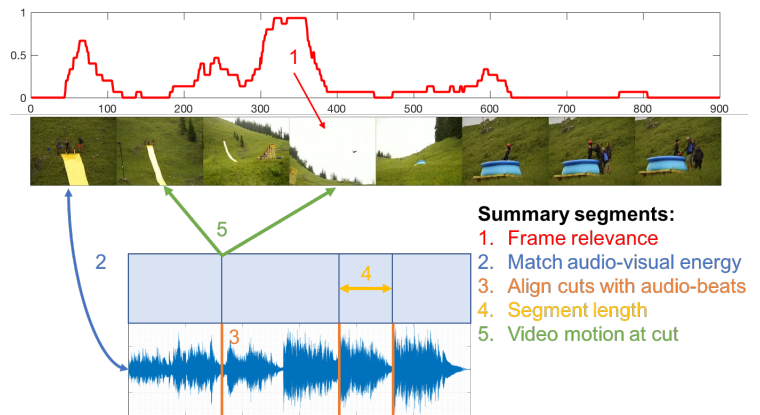 1
0.5
0
0 100 200 300 400 500 600 700 800 900
1
2
5
4
3
Summary segments:
1. Frame relevance
2. Match audio-visual energy
3. Align cuts with audio-beats
4. Segment length
5. Video motion at cut